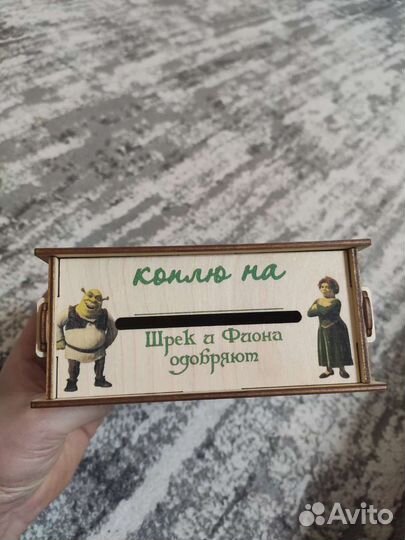 коплю на
Шрек и Фиона
одобряют
Avito